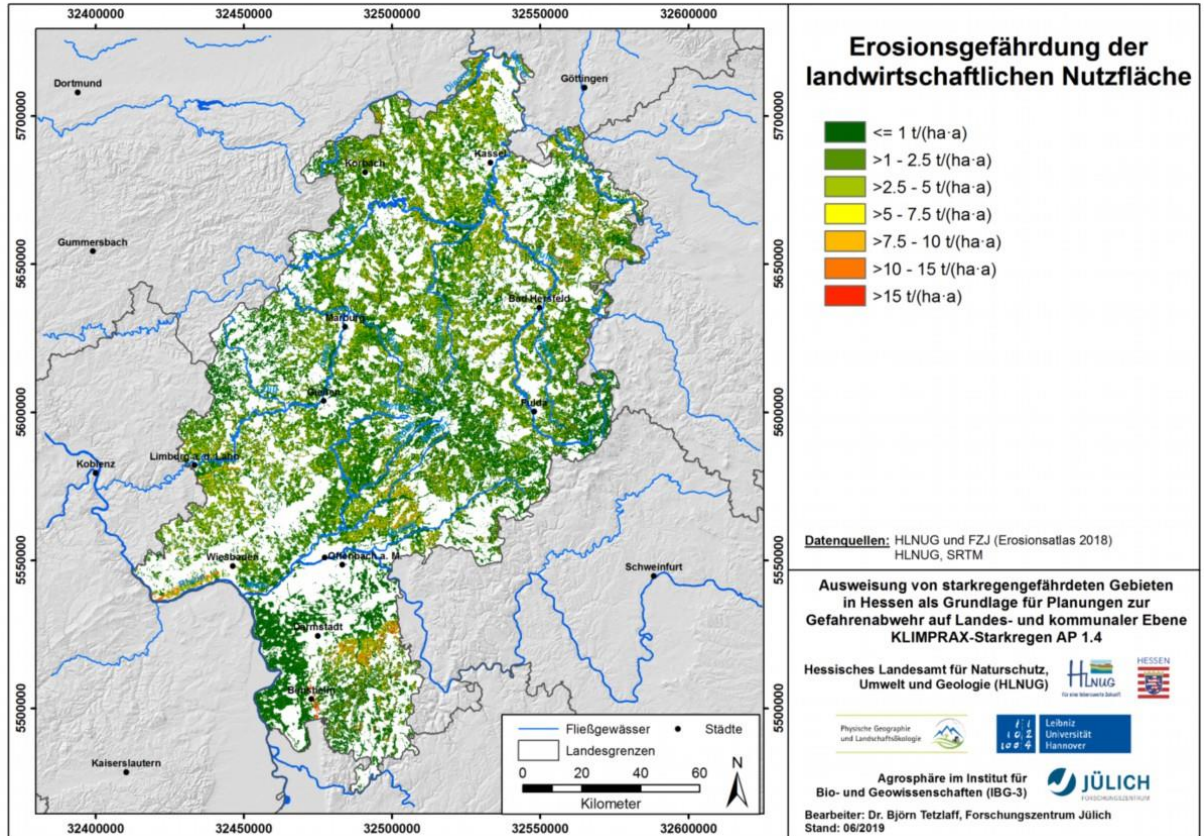 32400000 32450000 32500000 32550000 32600000
5700000
5650000
5600000
5550000
5500000
5700000
5650000
5600000
5550000
5500000
32400000 32450000 32500000 32550000 32600000
Dortmund
Göttingen
Kassel
Korbach
Gummersbach
Bad Hersfeld
Marburg
Gießen
Fulda
Limburg a. d. Lahn
Koblenz
Wiesbaden
Offenbach a. M.
Schweinfurt
Darmstadt
Bensheim
Kaiserslautern
Fließgewässer
Städte
Landesgrenzen
0 20 40 60
Kilometer
N
Erosionsgefährdung der
landwirtschaftlichen Nutzfläche
<= 1 t/(ha·a)
>1 - 2.5 t/(ha·a)
>2.5 - 5 t/(ha·a)
>5 - 7.5 t/(ha·a)
>7.5 - 10 t/(ha·a)
>10 - 15 t/(ha·a)
>15 t/(ha·a)
Datenquellen: HLNUG und FZJ (Erosionsatlas 2018)
HLNUG, SRTM
Ausweisung von starkregengefährdeten Gebieten
in Hessen als Grundlage für Planungen zur
Gefahrenabwehr auf Landes- und kommunaler Ebene
KLIMPRAX-Starkregen AP 1.4
Hessisches Landesamt für Naturschutz,
Umwelt und Geologie (HLNUG)
HLNUG
Für eine lebenswerte Zukunft
HESSEN
Physische Geographie
und Landschaftsökologie
Leibniz
Universität
Hannover
Agrosphäre im Institut für
Bio- und Geowissenschaften (IBG-3)
JÜLICH
FORSCHUNGSZENTRUM
Bearbeiter: Dr. Björn Tetzlaff, Forschungszentrum Jülich
Stand: 06/2019